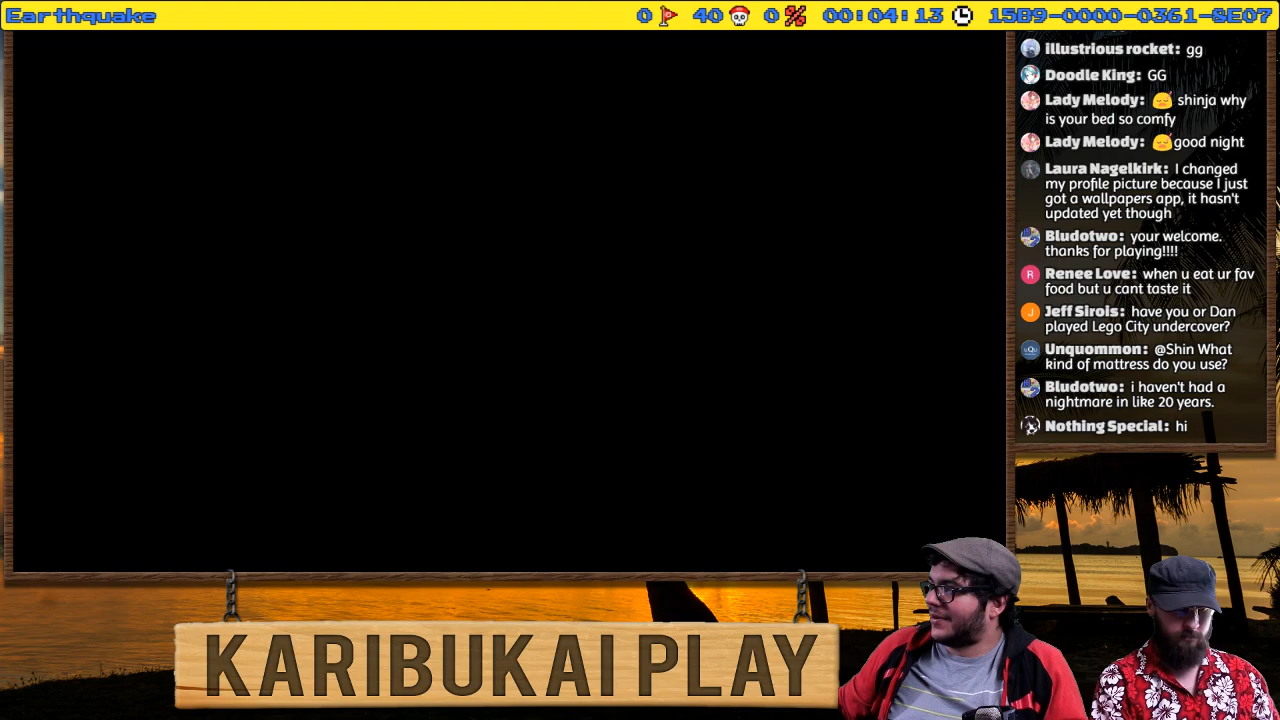 Earthquake 0 40 0 00:04:13 15B9-0000-0361-8E07
illustrious rocket: gg
Doodle King: GG
Lady Melody: shinja why
is your bed so comfy
Lady Melody: good night
Laura Nagelkirk: I changed
my profile picture because I just
got a wallpapers app, it hasn't
updated yet though
Bludotwo: your welcome.
thanks for playing!!!!
Renee Love: when u eat ur fav
food but u cant taste it
Jeff Sirois: have you or Dan
played Lego City undercover?
Unquommon: @Shin What
kind of mattress do you use?
Bludotwo: i haven't had a
nightmare in like 20 years.
Nothing Special: hi
R
J
uQu
KARIBUKAI PLAY